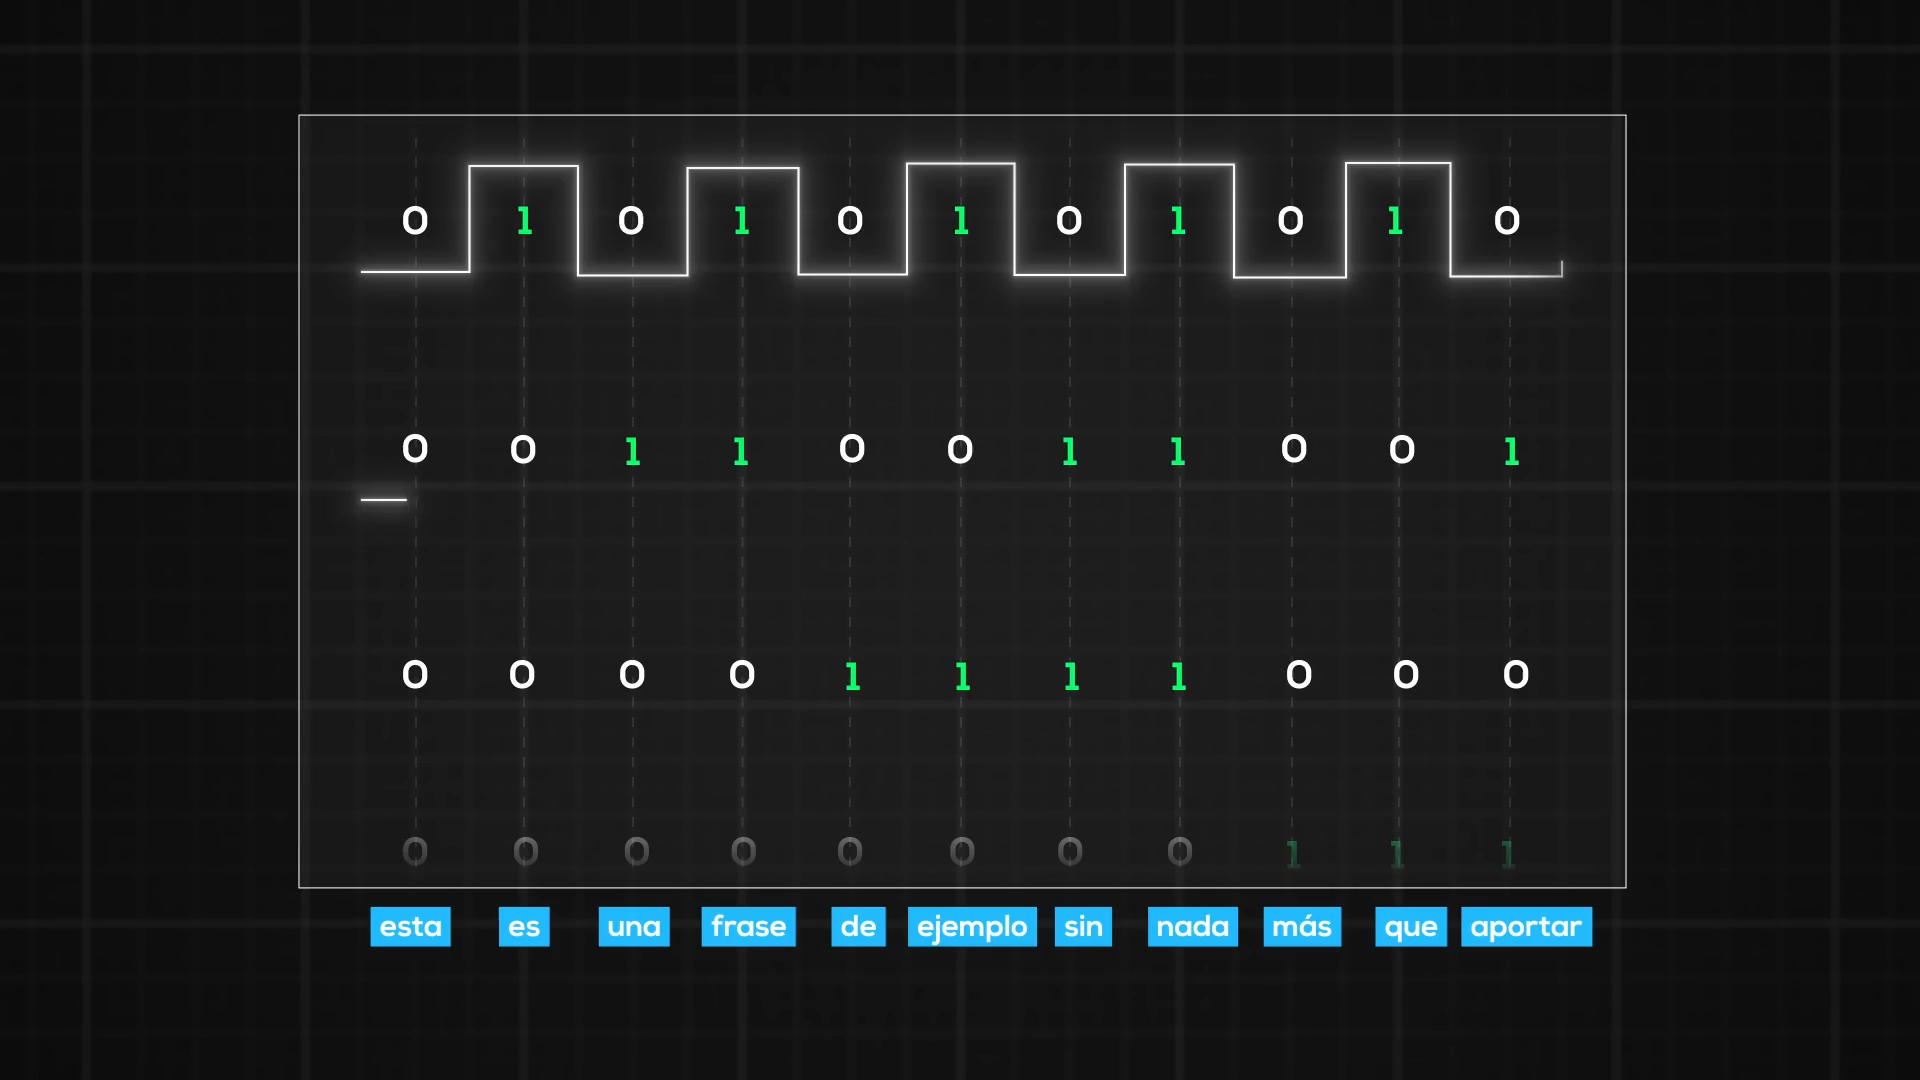 0 1 0 1 0 1 0 1 0 1 0
0 0 1 1 0 0 1 1 0 0 1
0 0 0 0 1 1 1 1 0 0 0
0 0 0 0 0 0 0 0 1 1 1
esta es una frase de ejemplo sin nada más que aportar